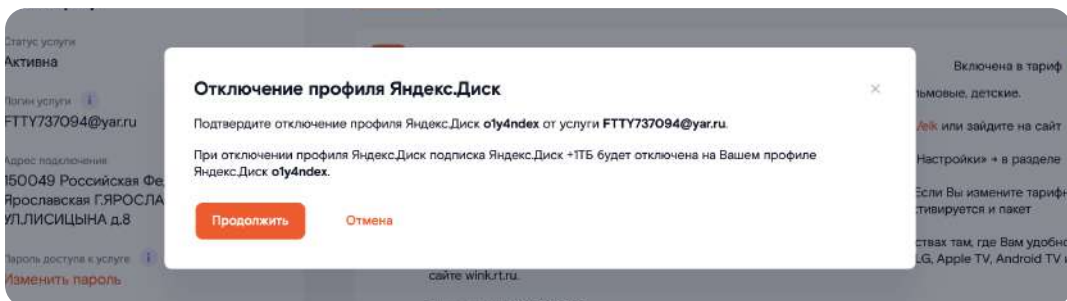 Статус услуги
Активна
Логин услуги
FTTY737094@yar.ru
Адрес подключения
150049 Российская Фе
Ярославская Г.ЯРОСЛА
УЛ.ЛИСИЦЫНА д.8
Пароль доступа к услуге
Изменить пароль
Отключение профиля Яндекс.Диск
Подтвердите отключение профиля Яндекс.Диск o1y4ndex от услуги FTTY737094@yar.ru.
При отключении профиля Яндекс.Диск подписка Яндекс.Диск +1ТБ будет отключена на Вашем профиле
Яндекс.Диск o1y4ndex.
Продолжить
Отмена
сайте wink.rt.ru.
Включена в тариф
льмовые, детские.
или зайдите на сайт
Настройки» → в разделе
Если Вы измените тарифн
тивируется и пакет
ствах там, где Вам удобно
LG, Apple TV, Android TV и